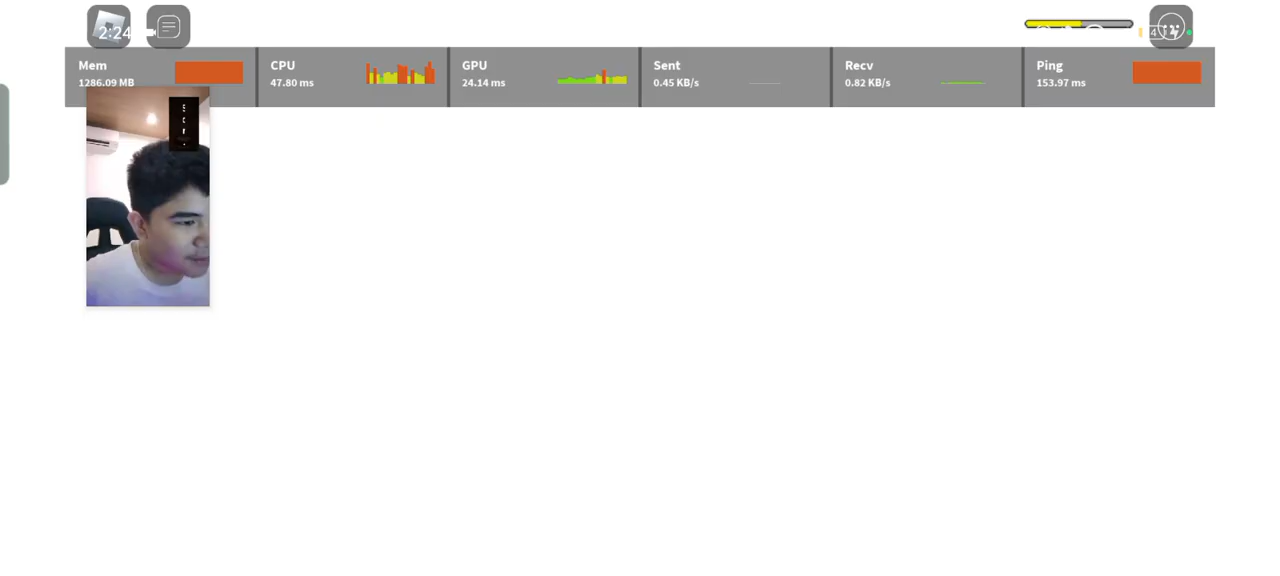 2:24
Mem
1286.09 MB
CPU
47.80 ms
GPU
24.14 ms
Sent
0.45 KB/s
Recv
0.82 KB/s
Ping
153.97 ms